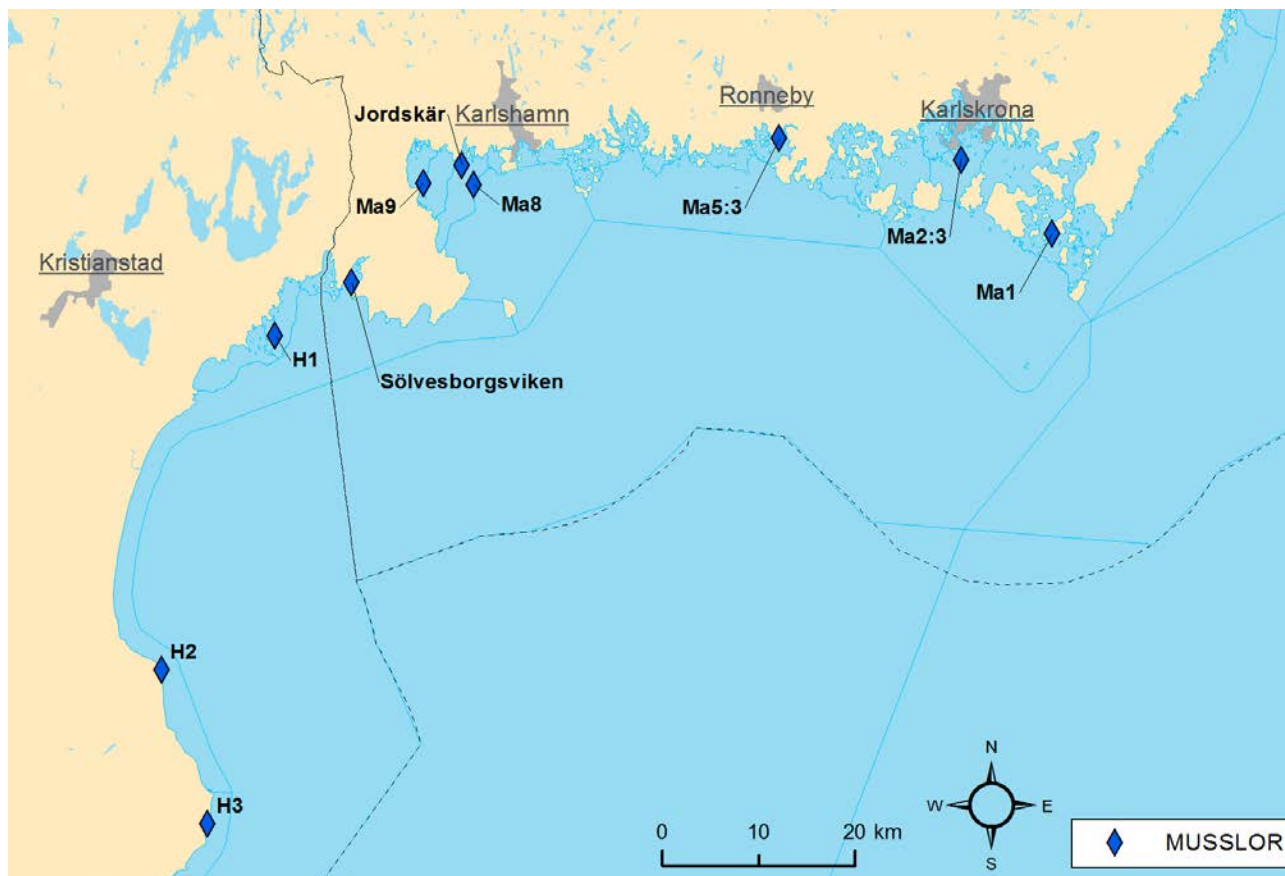 Ronneby
Jordskär
Karlshamn
Karlskrona
Ma9
Ma8
Ma5:3
Ma2:3
Kristianstad
Ma1
H1
Sölvesborgsviken
H2
N
W
E
S
H3
0 10 20 km
MUSSLOR